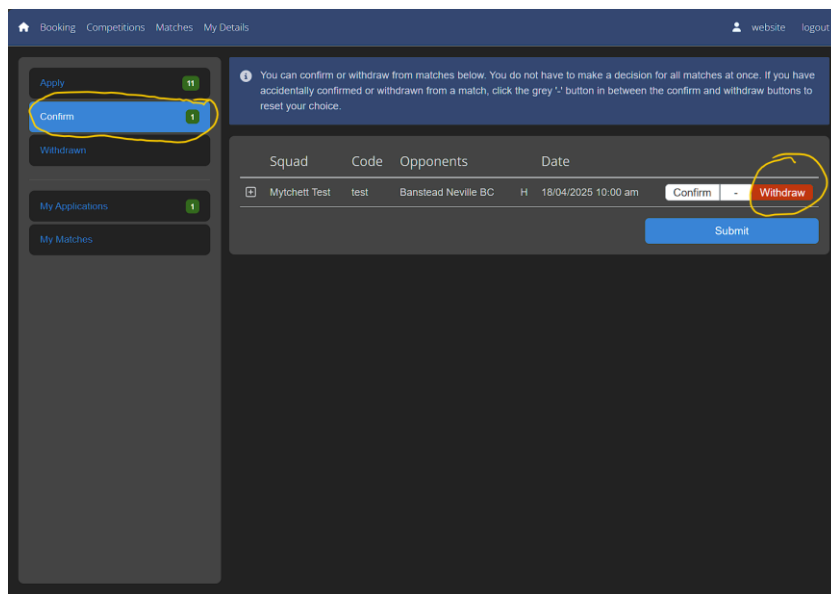 Booking Competitions Matches My Details website logout
Apply 11
Confirm 1
Withdrawn
My Applications 1
My Matches
You can confirm or withdraw from matches below. You do not have to make a decision for all matches at once. If you have
accidentally confirmed or withdrawn from a match, click the grey '-' button in between the confirm and withdraw buttons to
reset your choice.
Squad Code Opponents Date
Mytchett Test test Banstead Neville BC H 18/04/2025 10:00 am Confirm - Withdraw
Submit